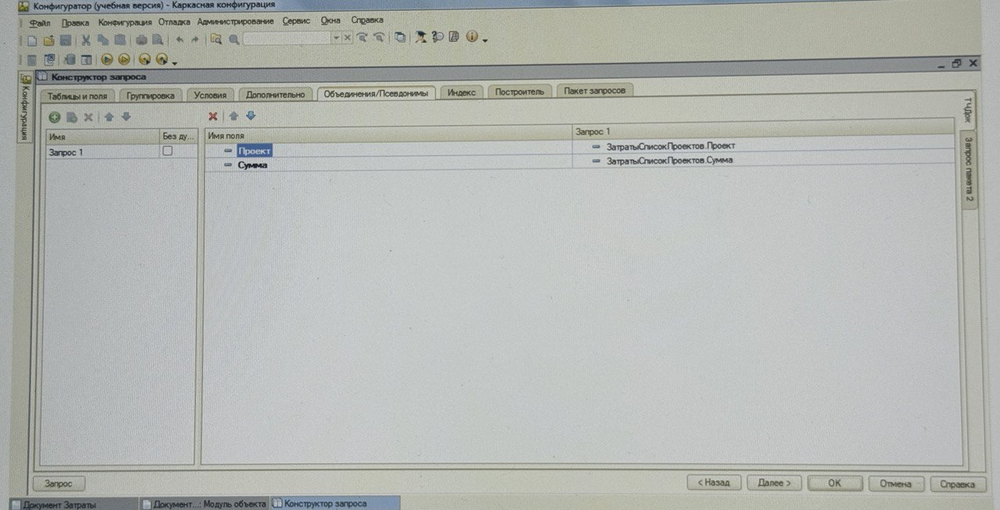 Конфигуратор (учебная версия) - Каркасная конфигурация
Файл Правка Конфигурация Отладка Администрирование Сервис Окна Справка
Конструктор запроса
Конфигурация
Таблицы и поля Группировка Условия Дополнительно Объединения/Псевдонимы Индекс Построитель Пакет запросов
Имя Без ду... Имя поля Запрос 1
Запрос 1 Проект ЗатратыСписокПроектов.Проект
Сумма ЗатратыСписокПроектов.Сумма
ТЧДок
Запрос пакета 2
Запрос < Назад Далее > ОК Отмена Справка
Документ Затраты Документ...: Модуль объекта Конструктор запроса